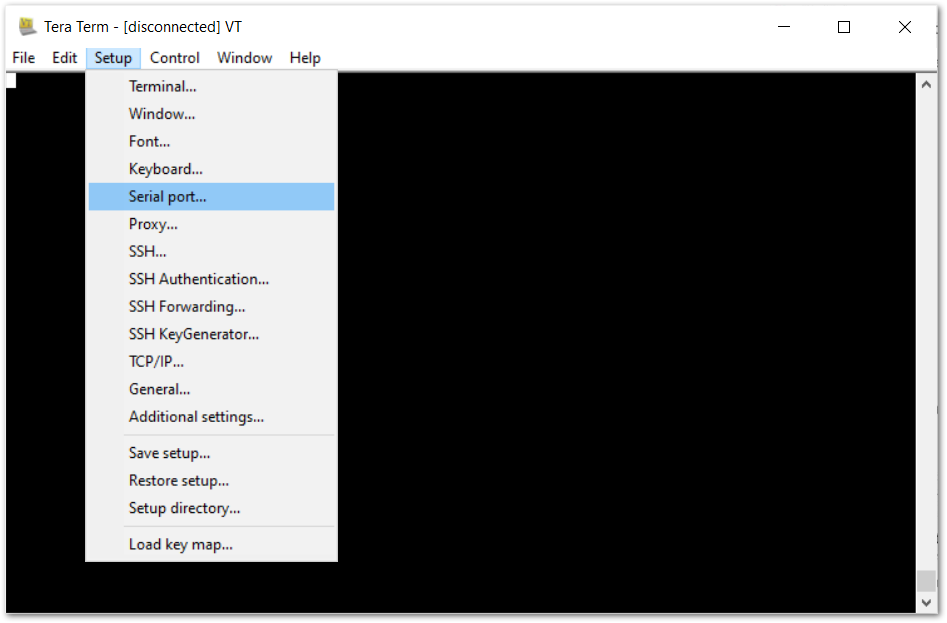 Tera Term - [disconnected] VT
File Edit Setup Control Window Help
Terminal...
Window...
Font...
Keyboard...
Serial port...
Proxy...
SSH...
SSH Authentication...
SSH Forwarding...
SSH KeyGenerator...
TCP/IP...
General...
Additional settings...
Save setup...
Restore setup...
Setup directory...
Load key map...